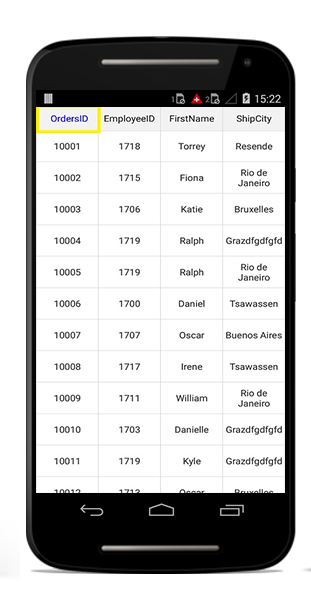 1 2 15:22
OrdersID EmployeeID FirstName ShipCity
10001 1718 Torrey Resende
10002 1715 Fiona Rio de
Janeiro
10003 1706 Katie Bruxelles
10004 1719 Ralph Grazdfgdfgfd
10005 1719 Ralph Rio de
Janeiro
10006 1700 Daniel Tsawassen
10007 1707 Oscar Buenos Aires
10008 1717 Irene Tsawassen
10009 1711 William Rio de
Janeiro
10010 1703 Danielle Grazdfgdfgfd
10011 1719 Kyle Grazdfgdfgfd
10012 1713 Oscar Bruxelles